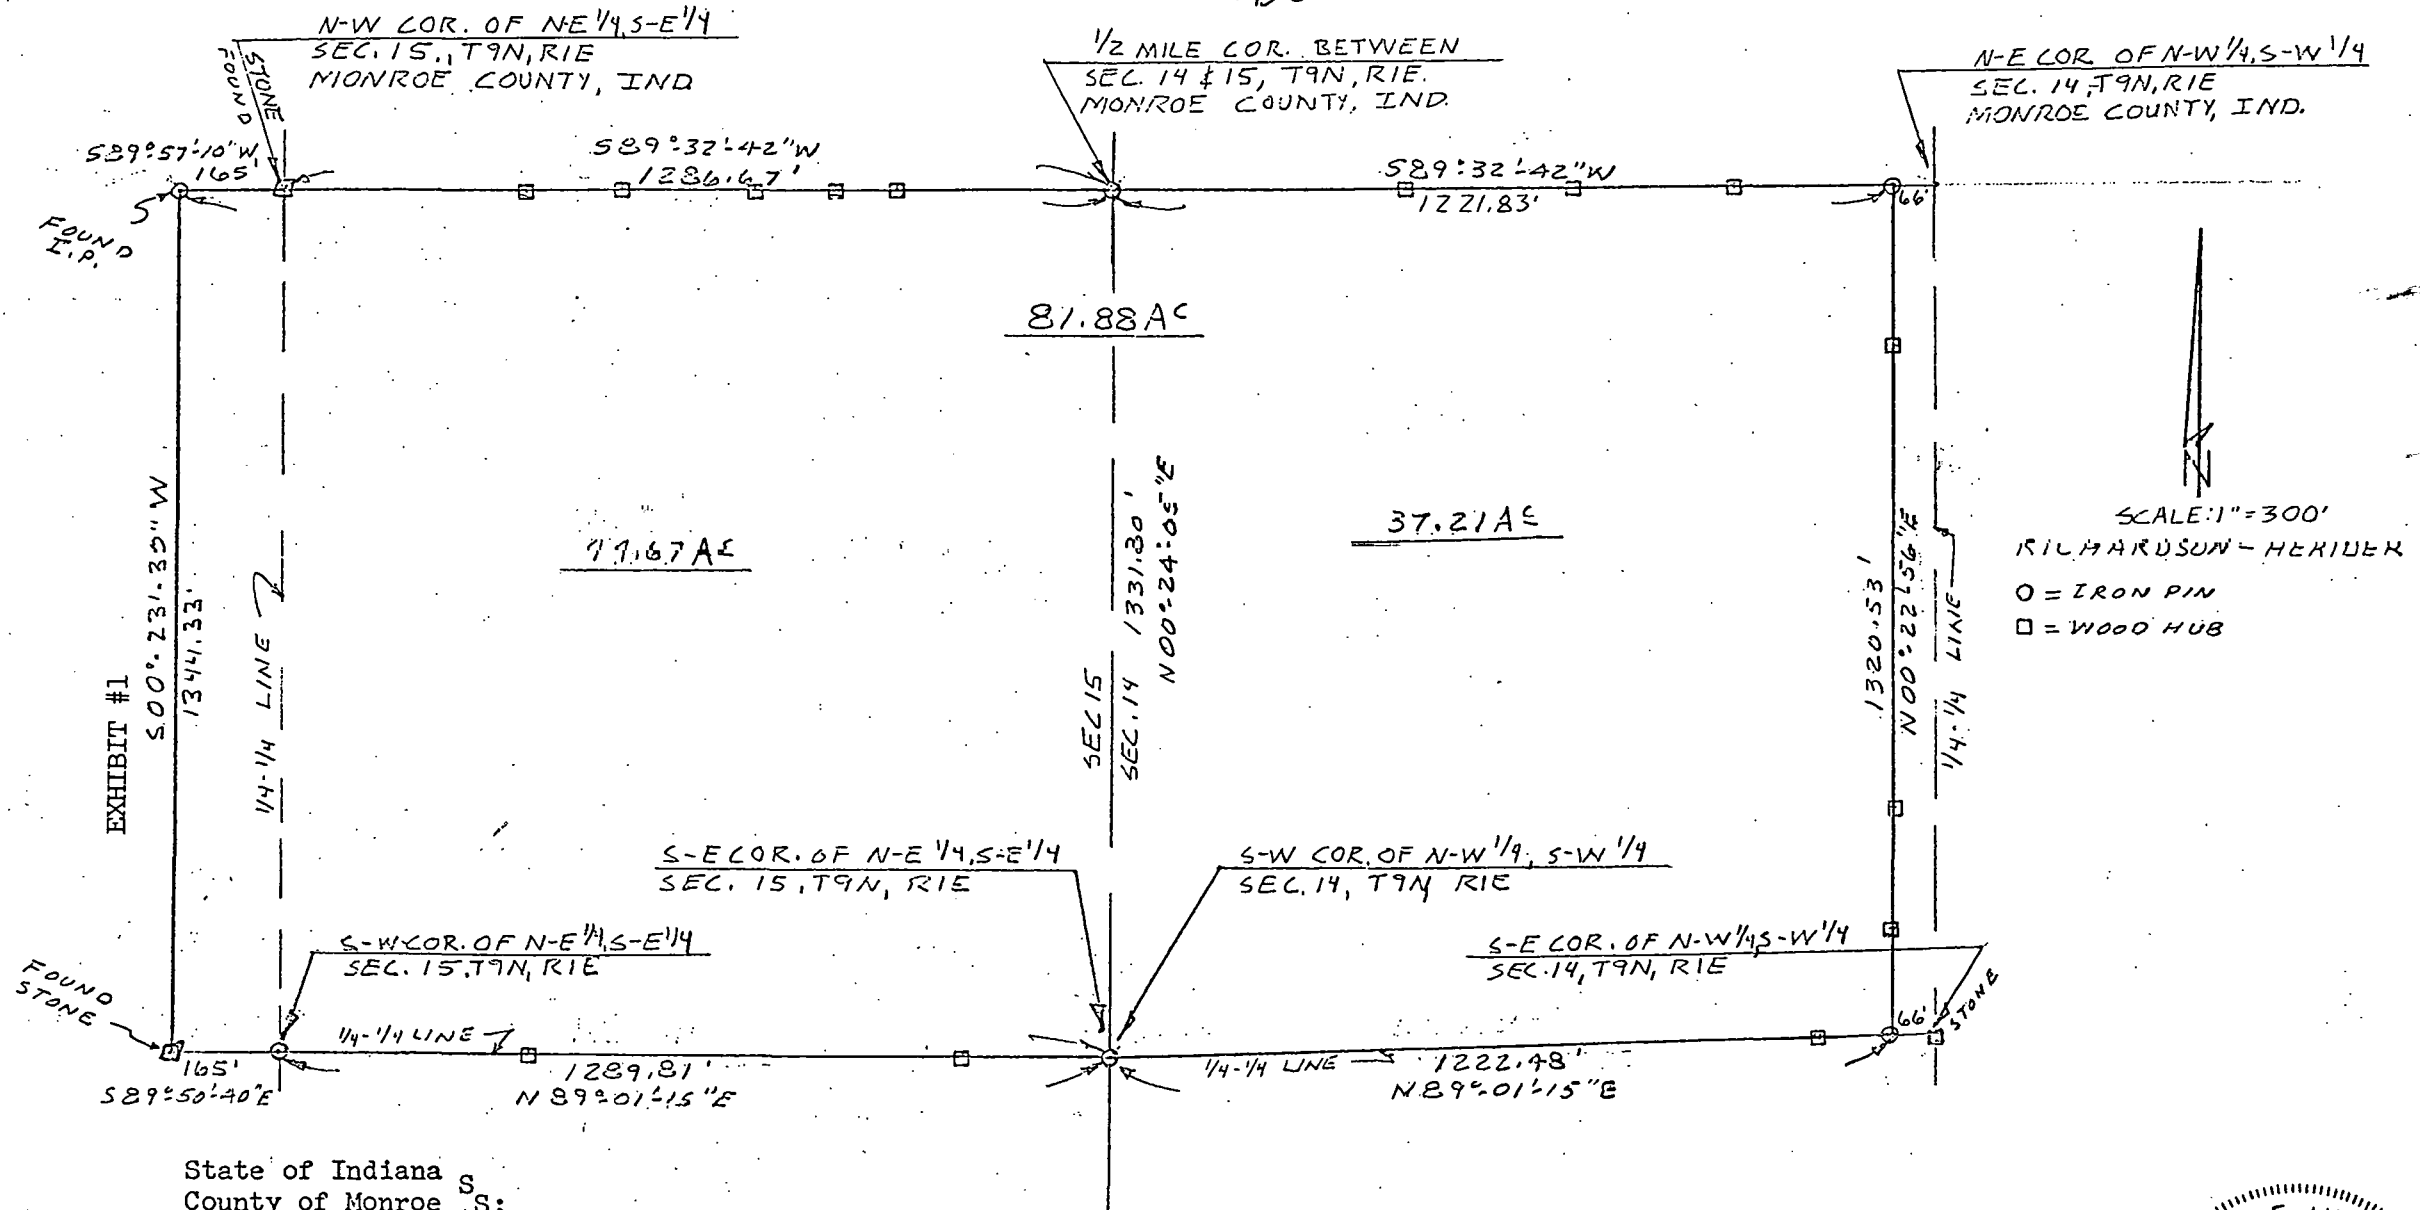 N-W COR. OF NE 1/4, S-E 1/4
SEC. 15., T9N, R1E
MONROE COUNTY, IND
STONE
FOUND
1/2 MILE COR. BETWEEN
SEC. 14 & 15, T9N, R1E.
MONROE COUNTY, IND.
N-E COR OF N-W 1/4, S-W 1/4
SEC. 14, T9N, R1E
MONROE COUNTY, IND.
S89°57'10"W
165'
S89°-32'-42"W
1286.67'
S89°32'-42"W
1221.83'
66'
5
FOUND
I.P.
81.88 AC
37.21 AC
1344.33'
1/4-1/4 LINE
SEC 15
SEC. 14 1331.80'
N00°-24'-05"E
1320.53'
N00°-22'-56"E
1/4-1/4 LINE
SCALE: 1"=300'
O = IRON PIN
□ = WOOD HUB
EXHIBIT #1
S-E COR. OF N-E 1/4, S-E 1/4
SEC. 15, T9N, R1E
S-W COR. OF N-W 1/4, S-W 1/4
SEC. 14, T9N R1E
S-W COR. OF N-E 1/4, S-E 1/4
SEC. 15, T9N, R1E
S-E COR. OF N-W 1/4, S-W 1/4
SEC. 14, T9N, R1E
FOUND
STONE
STONE
66'
1/4-1/4 LINE
165'
S89°-50'-40"E
1289.81'
N89°-01'-15"E
1/4-1/4 LINE
1222.48'
N89°-01'-15"E
State of Indiana S
County of Monroe S: